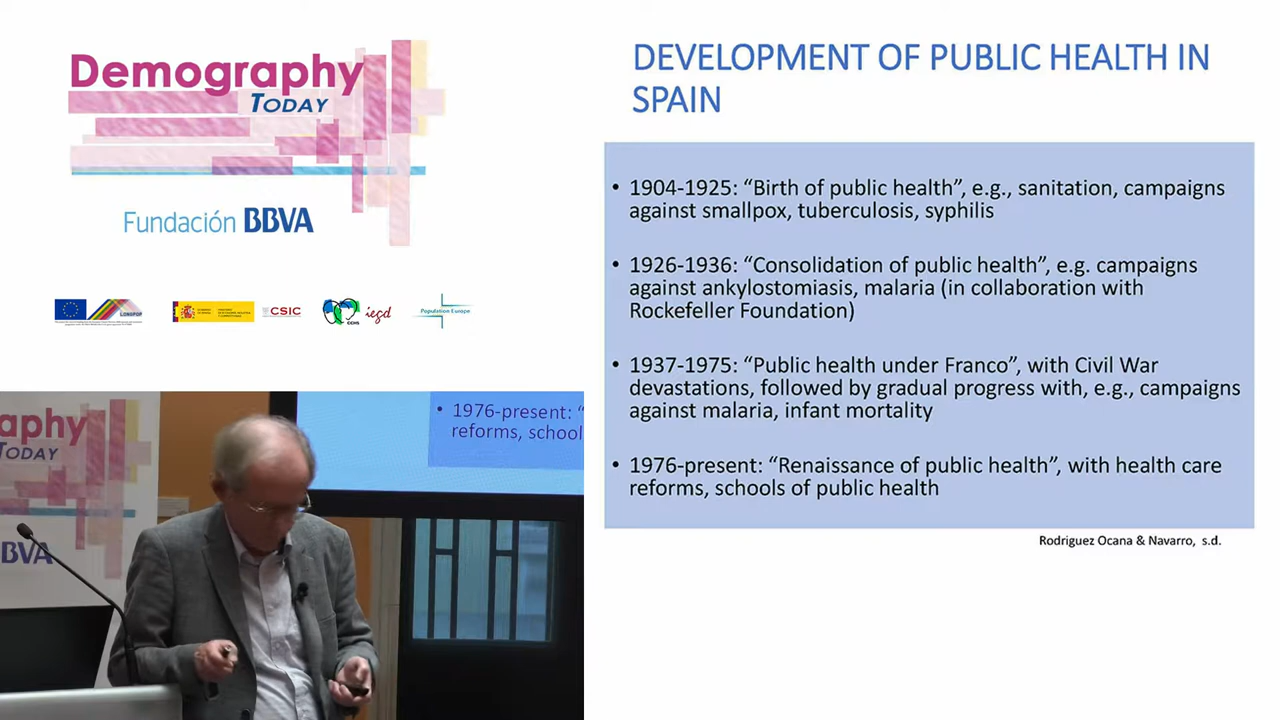 Demography
TODAY
Fundación BBVA
LONGPOP
CSIC
CCHS
iegd
Population Europe
DEVELOPMENT OF PUBLIC HEALTH IN
SPAIN
• 1904-1925: “Birth of public health”, e.g., sanitation, campaigns
against smallpox, tuberculosis, syphilis
• 1926-1936: “Consolidation of public health”, e.g. campaigns
against ankylostomiasis, malaria (in collaboration with
Rockefeller Foundation)
• 1937-1975: “Public health under Franco”, with Civil War
devastations, followed by gradual progress with, e.g., campaigns
against malaria, infant mortality
• 1976-present: “Renaissance of public health”, with health care
reforms, schools of public health
Rodriguez Ocana & Navarro, s.d.
aphy
TODAY
BVA
• 1976-present: “
reforms, school